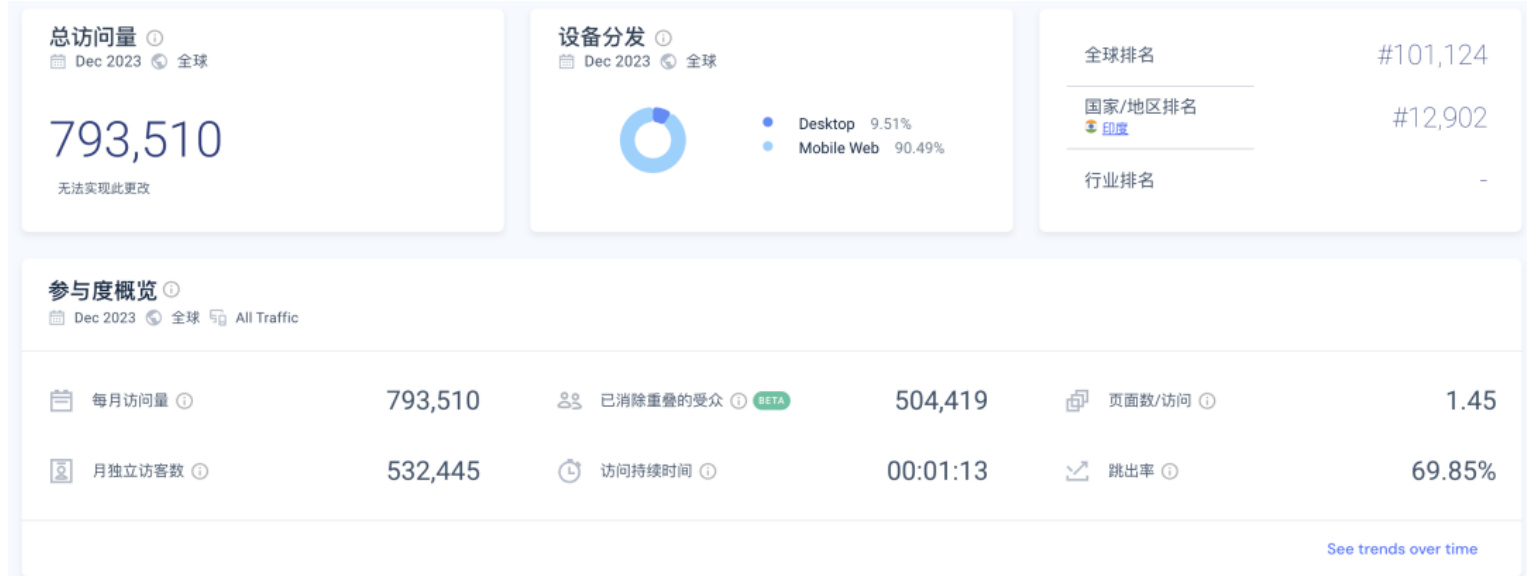 总访问量
Dec 2023 全球
793,510
无法实现此更改
设备分发
Dec 2023 全球
Desktop 9.51%
Mobile Web 90.49%
全球排名 #101,124
国家/地区排名 #12,902
印度
行业排名 -
参与度概览
Dec 2023 全球 All Traffic
每月访问量 793,510
已消除重叠的受众 BETA 504,419
页面数/访问 1.45
月独立访客数 532,445
访问持续时间 00:01:13
跳出率 69.85%
See trends over time